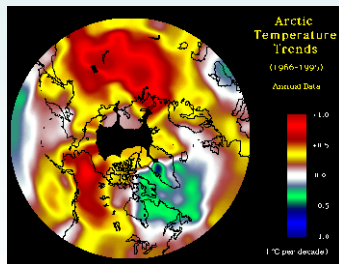 Arctic
Temperature
Trends
(1966-1995)
Annual Data
+1.0
+0.5
0.0
0.5
1.0
( °C per decade)